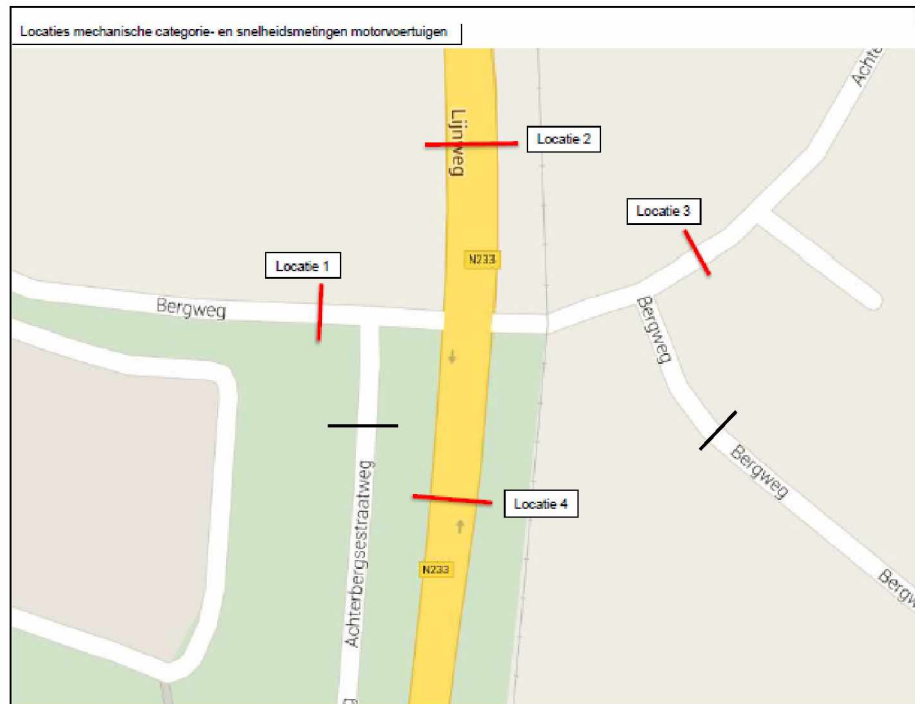 Locaties mechanische categorie- en snelheidsmetingen motorvoertuigen
Achte
Lijnweg
Locatie 2
Locatie 3
N233
Locatie 1
Bergweg
Bergweg
Bergweg
Locatie 4
Achterbergsestraatweg
N233
Bergw
g